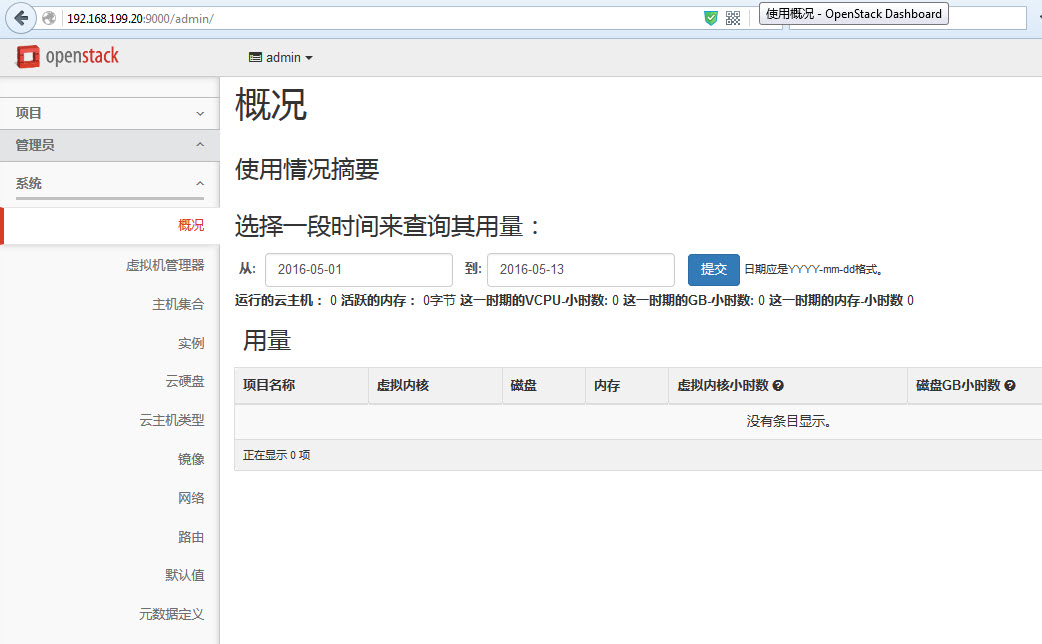 192.168.199.20:9000/admin/
使用概况 - OpenStack Dashboard
openstack
admin
项目
管理员
系统
概况
虚拟机管理器
主机集合
实例
云硬盘
云主机类型
镜像
网络
路由
默认值
元数据定义
概况
使用情况摘要
选择一段时间来查询其用量：
从: 2016-05-01 到: 2016-05-13 提交 日期应是YYYY-mm-dd格式。
运行的云主机： 0 活跃的内存： 0字节 这一时期的VCPU-小时数: 0 这一时期的GB-小时数: 0 这一时期的内存-小时数 0
用量
项目名称 虚拟内核 磁盘 内存 虚拟内核小时数 磁盘GB小时数
没有条目显示。
正在显示 0 项